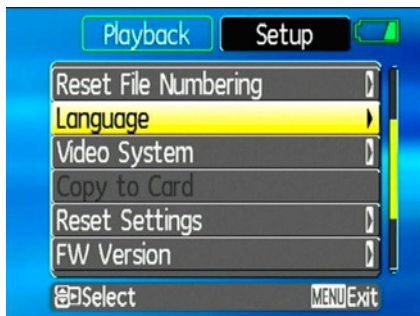 Playback Setup
Reset File Numbering
Language
Video System
Copy to Card
Reset Settings
FW Version
Select MENU Exit